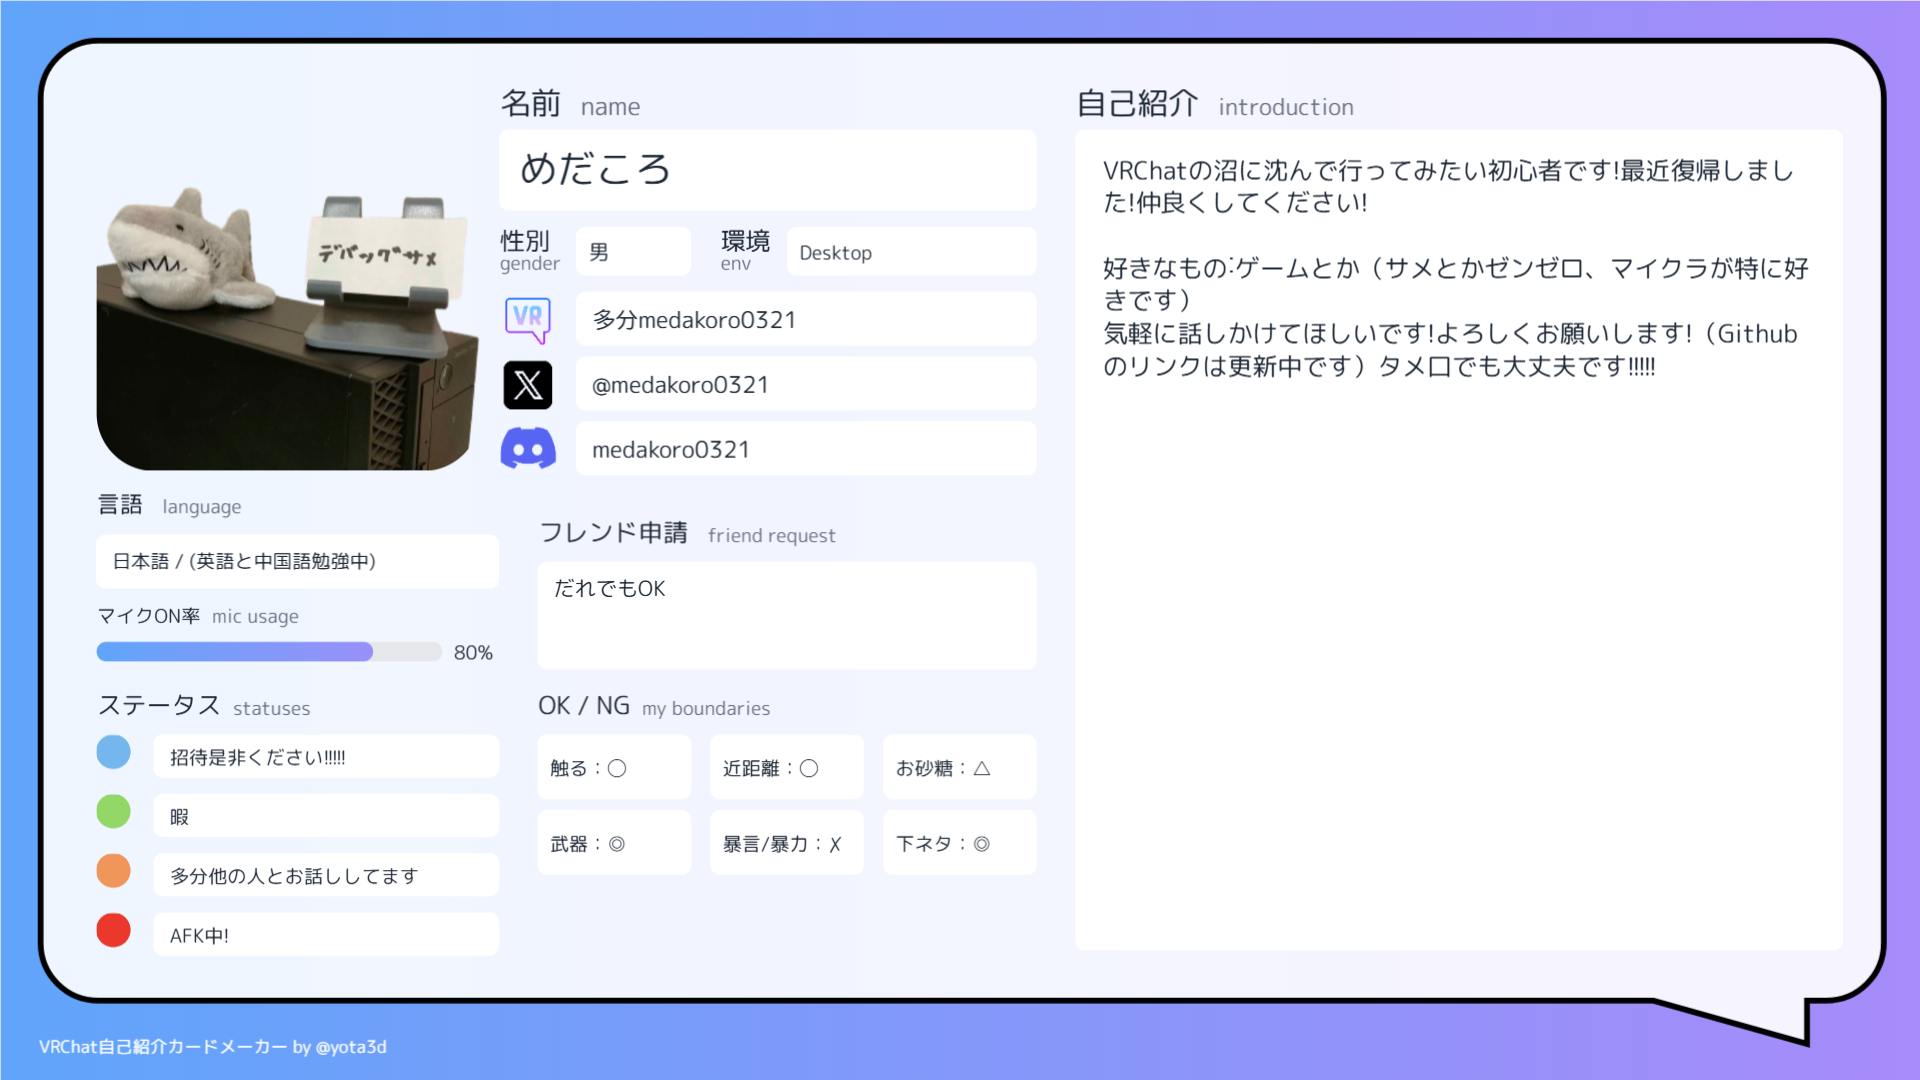 名前 name
めだころ
性別 gender
男
環境 env
Desktop
VR
多分medakoro0321
@medakoro0321
medakoro0321
デバッグサメ
言語 language
日本語 / (英語と中国語勉強中)
マイクON率 mic usage
80%
ステータス statuses
招待是非ください!!!!!
暇
多分他の人とお話ししてます
AFK中!
フレンド申請 friend request
だれでもOK
OK / NG my boundaries
触る：○
近距離：○
お砂糖：△
武器：◎
暴言/暴力：☓
下ネタ：◎
自己紹介 introduction
VRChatの沼に沈んで行ってみたい初心者です!最近復帰しまし
た!仲良くしてください!
好きなもの:ゲームとか（サメとかゼンゼロ、マイクラが特に好
きです）
気軽に話しかけてほしいです!よろしくお願いします!（Github
のリンクは更新中です）タメ口でも大丈夫です!!!!!
VRChat自己紹介カードメーカー by @yota3d